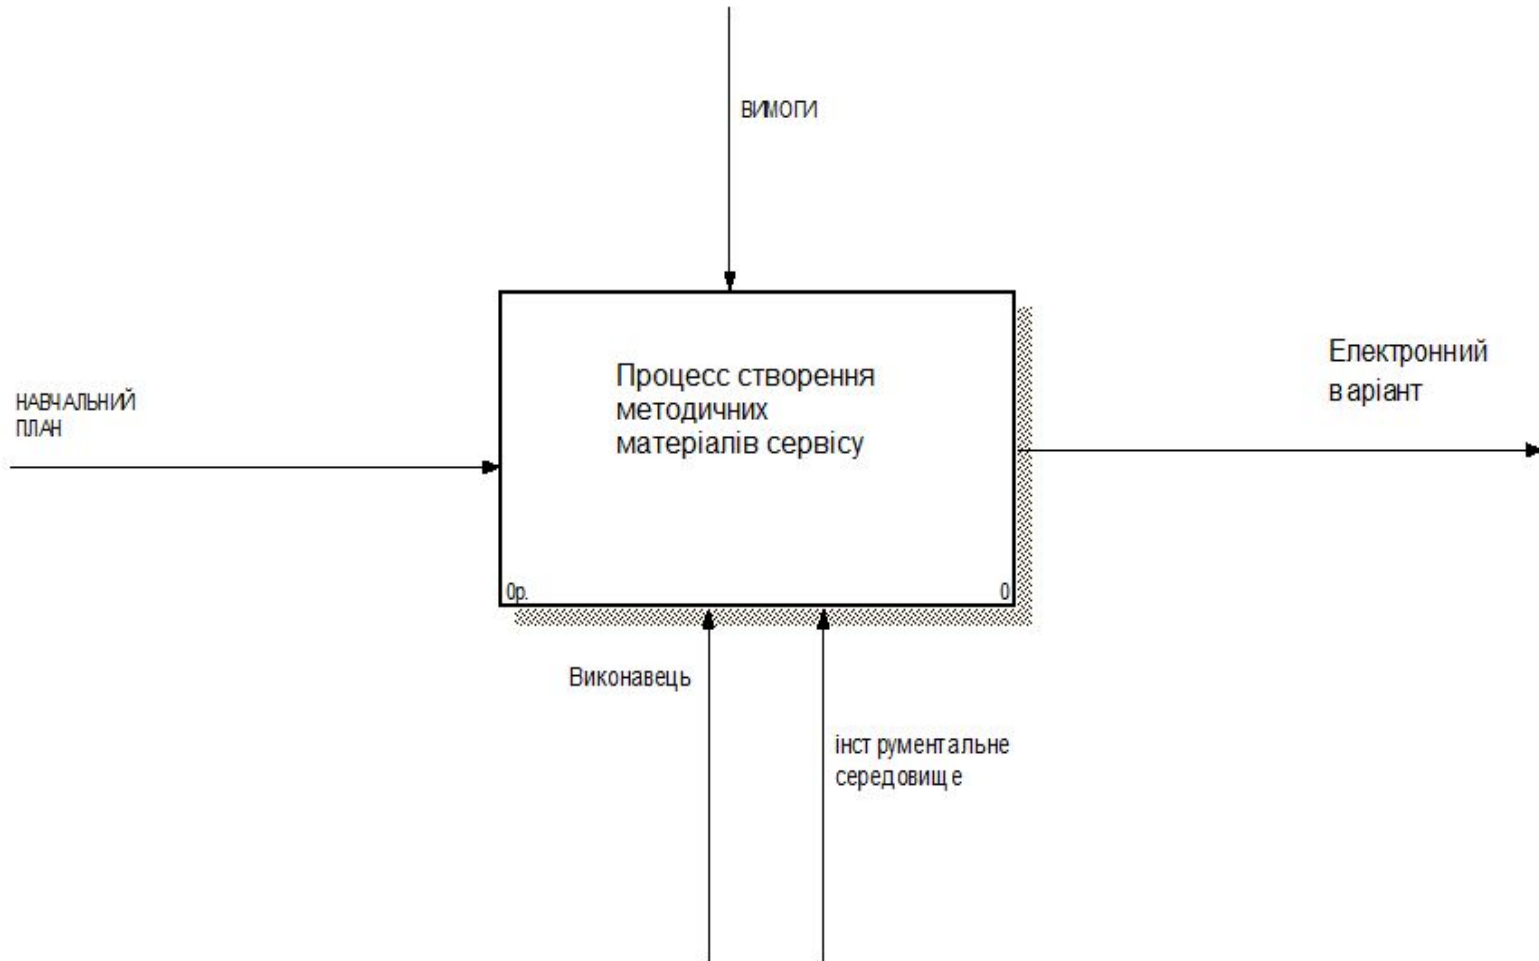 ВИМОГИ
Процесс створення
методичних
матеріалів сервісу
Електронний
варіант
НАВЧАЛЬНИЙ
ПЛАН
0р.
0
Виконавець
інструментальне
середовище